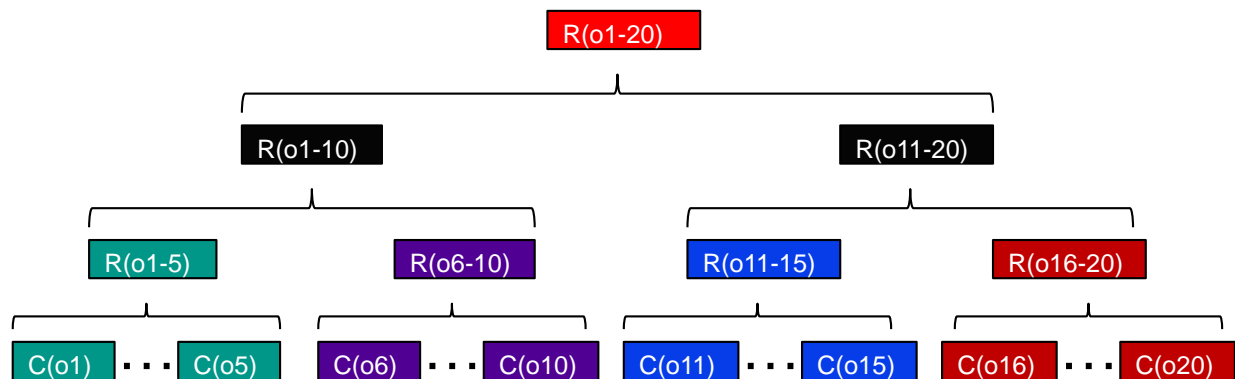 R(o1-20)
R(o1-10) R(o11-20)
R(o1-5) R(o6-10) R(o11-15) R(o16-20)
C(o1) ... C(o5) C(o6) ... C(o10) C(o11) ... C(o15) C(o16) ... C(o20)